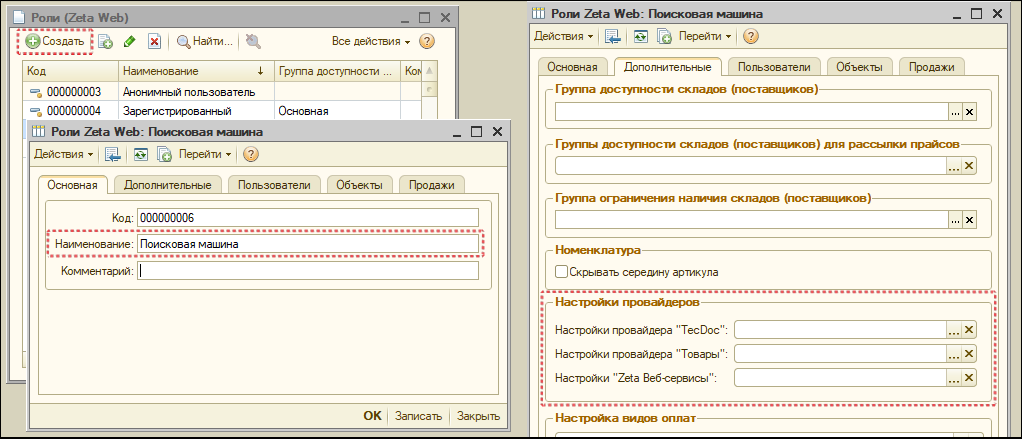 Роли (Zeta Web)
Создать Найти... Все действия
Код Наименование Группа доступности ... Ком
000000003 Анонимный пользователь
000000004 Зарегистрированный Основная
Роли Zeta Web: Поисковая машина
Действия Перейти
Основная Дополнительные Пользователи Объекты Продажи
Код: 000000006
Наименование: Поисковая машина
Комментарий:
OK Записать Закрыть
Роли Zeta Web: Поисковая машина
Действия Перейти
Основная Дополнительные Пользователи Объекты Продажи
Группа доступности складов (поставщиков)
Группы доступности складов (поставщиков) для рассылки прайсов
Группа ограничения наличия складов (поставщиков)
Номенклатура
Скрывать середину артикула
Настройки провайдеров
Настройки провайдера "TecDoc":
Настройки провайдера "Товары":
Настройки "Zeta Веб-сервисы":
Настройка видов оплат